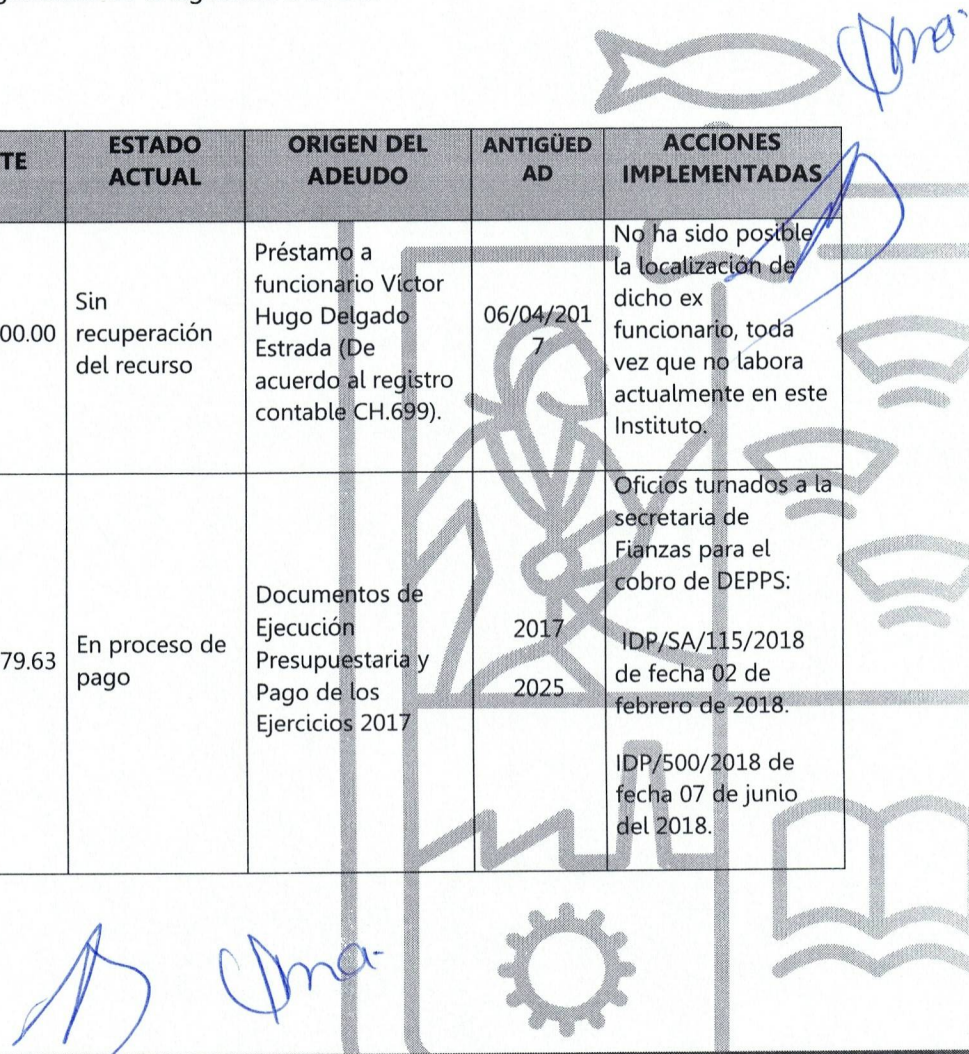 TE
ESTADO
ACTUAL
ORIGEN DEL
ADEUDO
ANTIGÜED
AD
ACCIONES
IMPLEMENTADAS
00.00
Sin
recuperación
del recurso
Préstamo a
funcionario Víctor
Hugo Delgado
Estrada (De
acuerdo al registro
contable CH.699).
06/04/201
7
No ha sido posible
la localización de
dicho ex
funcionario, toda
vez que no labora
actualmente en este
Instituto.
79.63
En proceso de
pago
Documentos de
Ejecución
Presupuestaria y
Pago de los
Ejercicios 2017
2017
2025
Oficios turnados a la
secretaria de
Fianzas para el
cobro de DEPPS:
IDP/SA/115/2018
de fecha 02 de
febrero de 2018.
IDP/500/2018 de
fecha 07 de junio
del 2018.